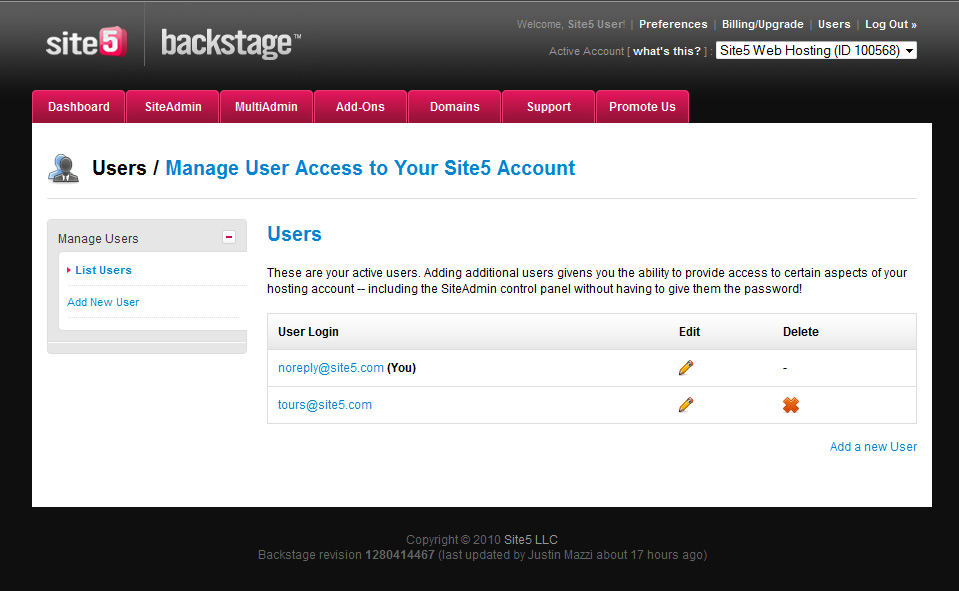 site5 backstage™
Welcome, Site5 User! | Preferences | Billing/Upgrade | Users | Log Out »
Active Account [ what's this? ] : Site5 Web Hosting (ID 100568)
Dashboard SiteAdmin MultiAdmin Add-Ons Domains Support Promote Us
Users / Manage User Access to Your Site5 Account
Manage Users
List Users
Add New User
Users
These are your active users. Adding additional users givens you the ability to provide access to certain aspects of your
hosting account -- including the SiteAdmin control panel without having to give them the password!
User Login Edit Delete
noreply@site5.com (You) -
tours@site5.com
Add a new User
Copyright © 2010 Site5 LLC
Backstage revision 1280414467 (last updated by Justin Mazzi about 17 hours ago)